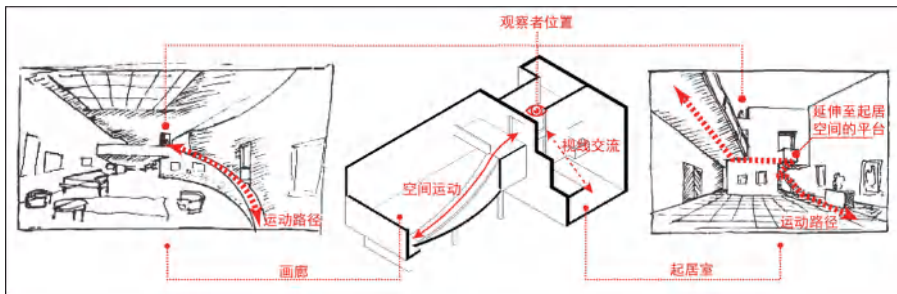 观察者位置
延伸至起居
空间的平台
视线交流
空间运动
运动路径
运动路径
画廊
起居室